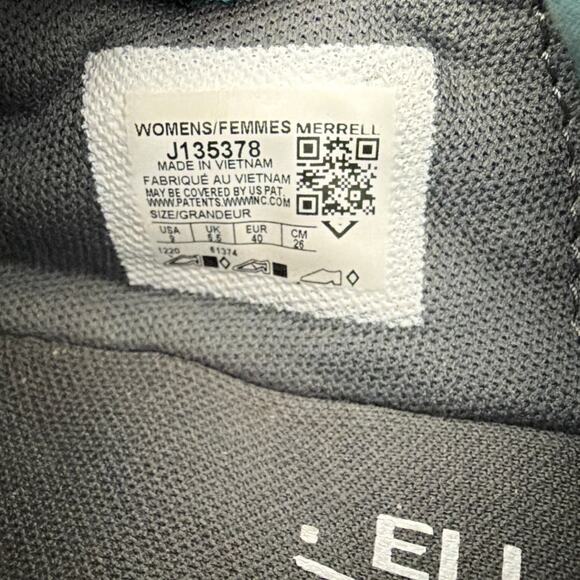 WOMENS/FEMMES MERRELL
J135378
MADE IN VIETNAM
FABRIQUÉ AU VIETNAM
MAY BE COVERED BY US PAT.
WWW.PATENTS.WWWINC.COM
SIZE/GRANDEUR
USA UK EUR CM
9 6.5 40 26
1220 61374
ELL